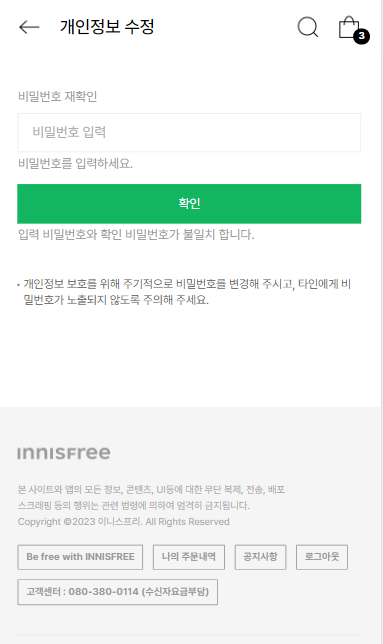 개인정보 수정
3
비밀번호 재확인
비밀번호 입력
비밀번호를 입력하세요.
확인
입력 비밀번호와 확인 비밀번호가 불일치 합니다.
• 개인정보 보호를 위해 주기적으로 비밀번호를 변경해 주시고, 타인에게 비
밀번호가 노출되지 않도록 주의해 주세요.
innisfree
본 사이트와 앱의 모든 정보, 콘텐츠, UI등에 대한 무단 복제, 전송, 배포
스크래핑 등의 행위는 관련 법령에 의하여 엄격히 금지됩니다.
Copyright ©2023 이니스프리. All Rights Reserved
Be free with INNISFREE 나의 주문내역 공지사항 로그아웃
고객센터 : 080-380-0114 (수신자요금부담)